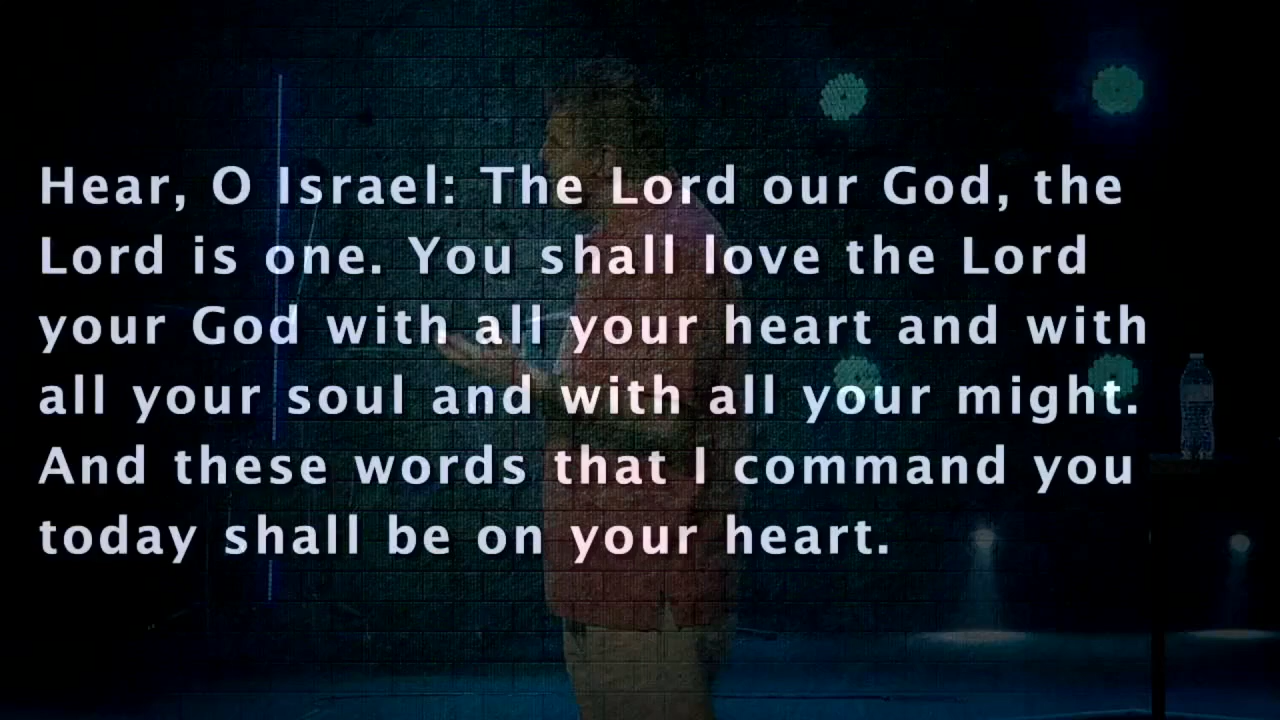 Hear, O Israel: The Lord our God, the
Lord is one. You shall love the Lord
your God with all your heart and with
all your soul and with all your might.
And these words that I command you
today shall be on your heart.